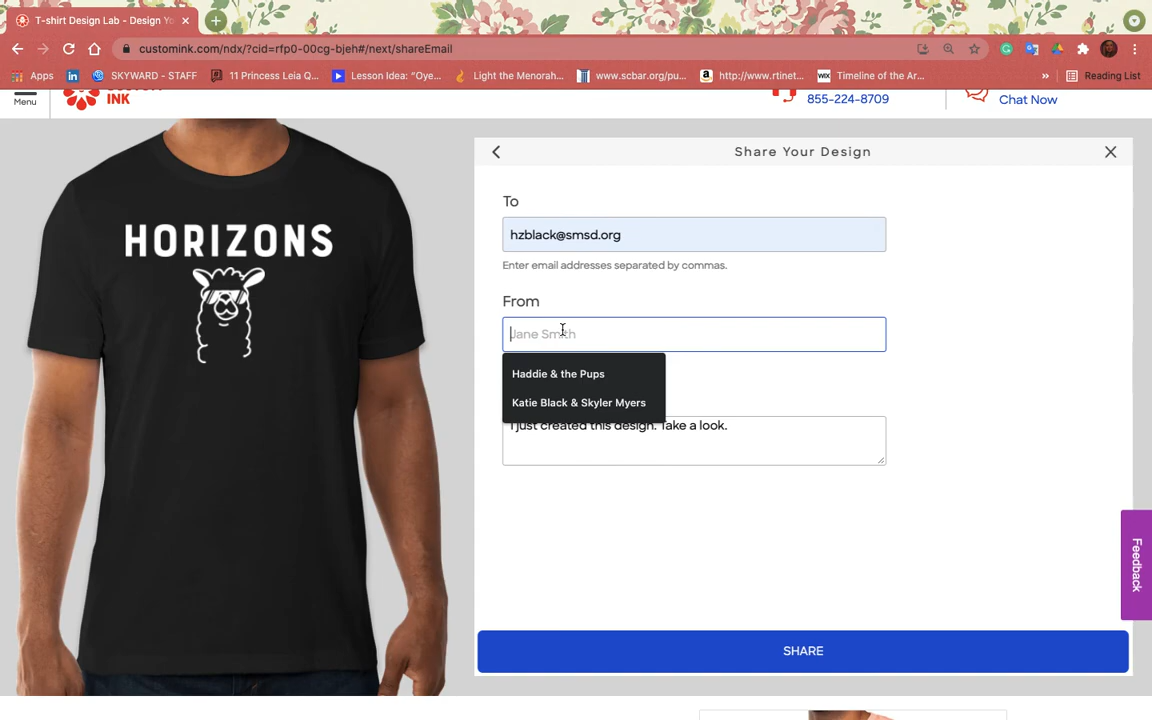 T-shirt Design Lab - Design Yo
customink.com/ndx/?cid=rfp0-00cg-bjeh#/next/shareEmail
Apps
SKYWARD - STAFF
11 Princess Leia Q...
Lesson Idea: “Oye...
Light the Menorah...
www.scbar.org/pu...
http://www.rtinet...
WIX
Timeline of the Ar...
»
Reading List
Menu
INK
855-224-8709
Chat Now
HORIZONS
Share Your Design
To
hzblack@smsd.org
Enter email addresses separated by commas.
From
Jane Smith
Haddie & the Pups
Katie Black & Skyler Myers
I just created this design. Take a look.
SHARE
Feedback